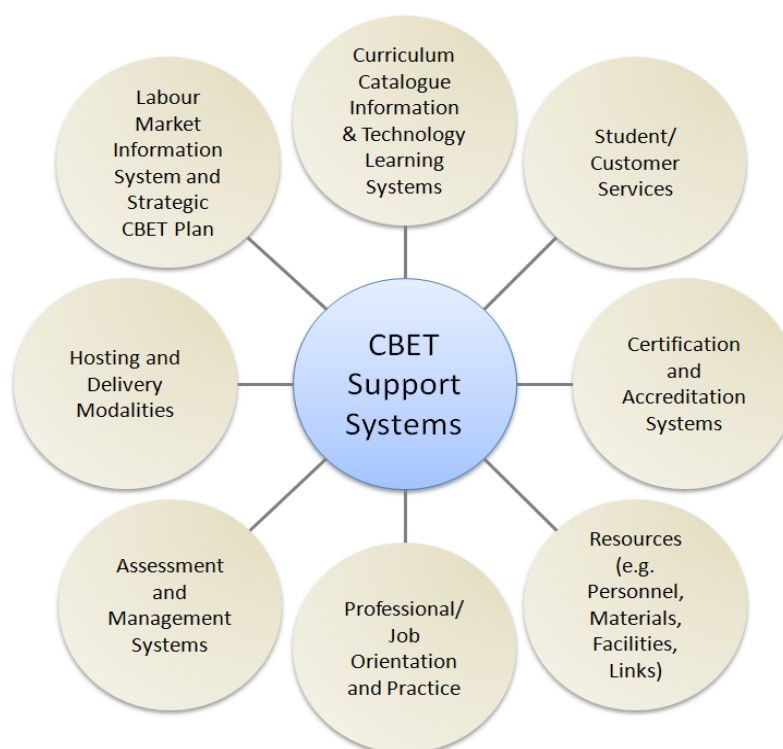 Curriculum
Catalogue
Information
& Technology
Learning
Systems
Labour
Market
Information
System and
Strategic
CBET Plan
Student/
Customer
Services
Hosting and
Delivery
Modalities
CBET
Support
Systems
Certification
and
Accreditation
Systems
Assessment
and
Management
Systems
Professional/
Job
Orientation
and Practice
Resources
(e.g.
Personnel,
Materials,
Facilities,
Links)